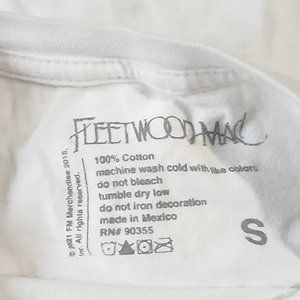 FLEETWOOD MAC
100% Cotton
machine wash cold with like colors
do not bleach
tumble dry low
do not iron decoration
made in Mexico
RN# 90355
S
2021 FM Merchandise 2018,
Inc All rights reserved.